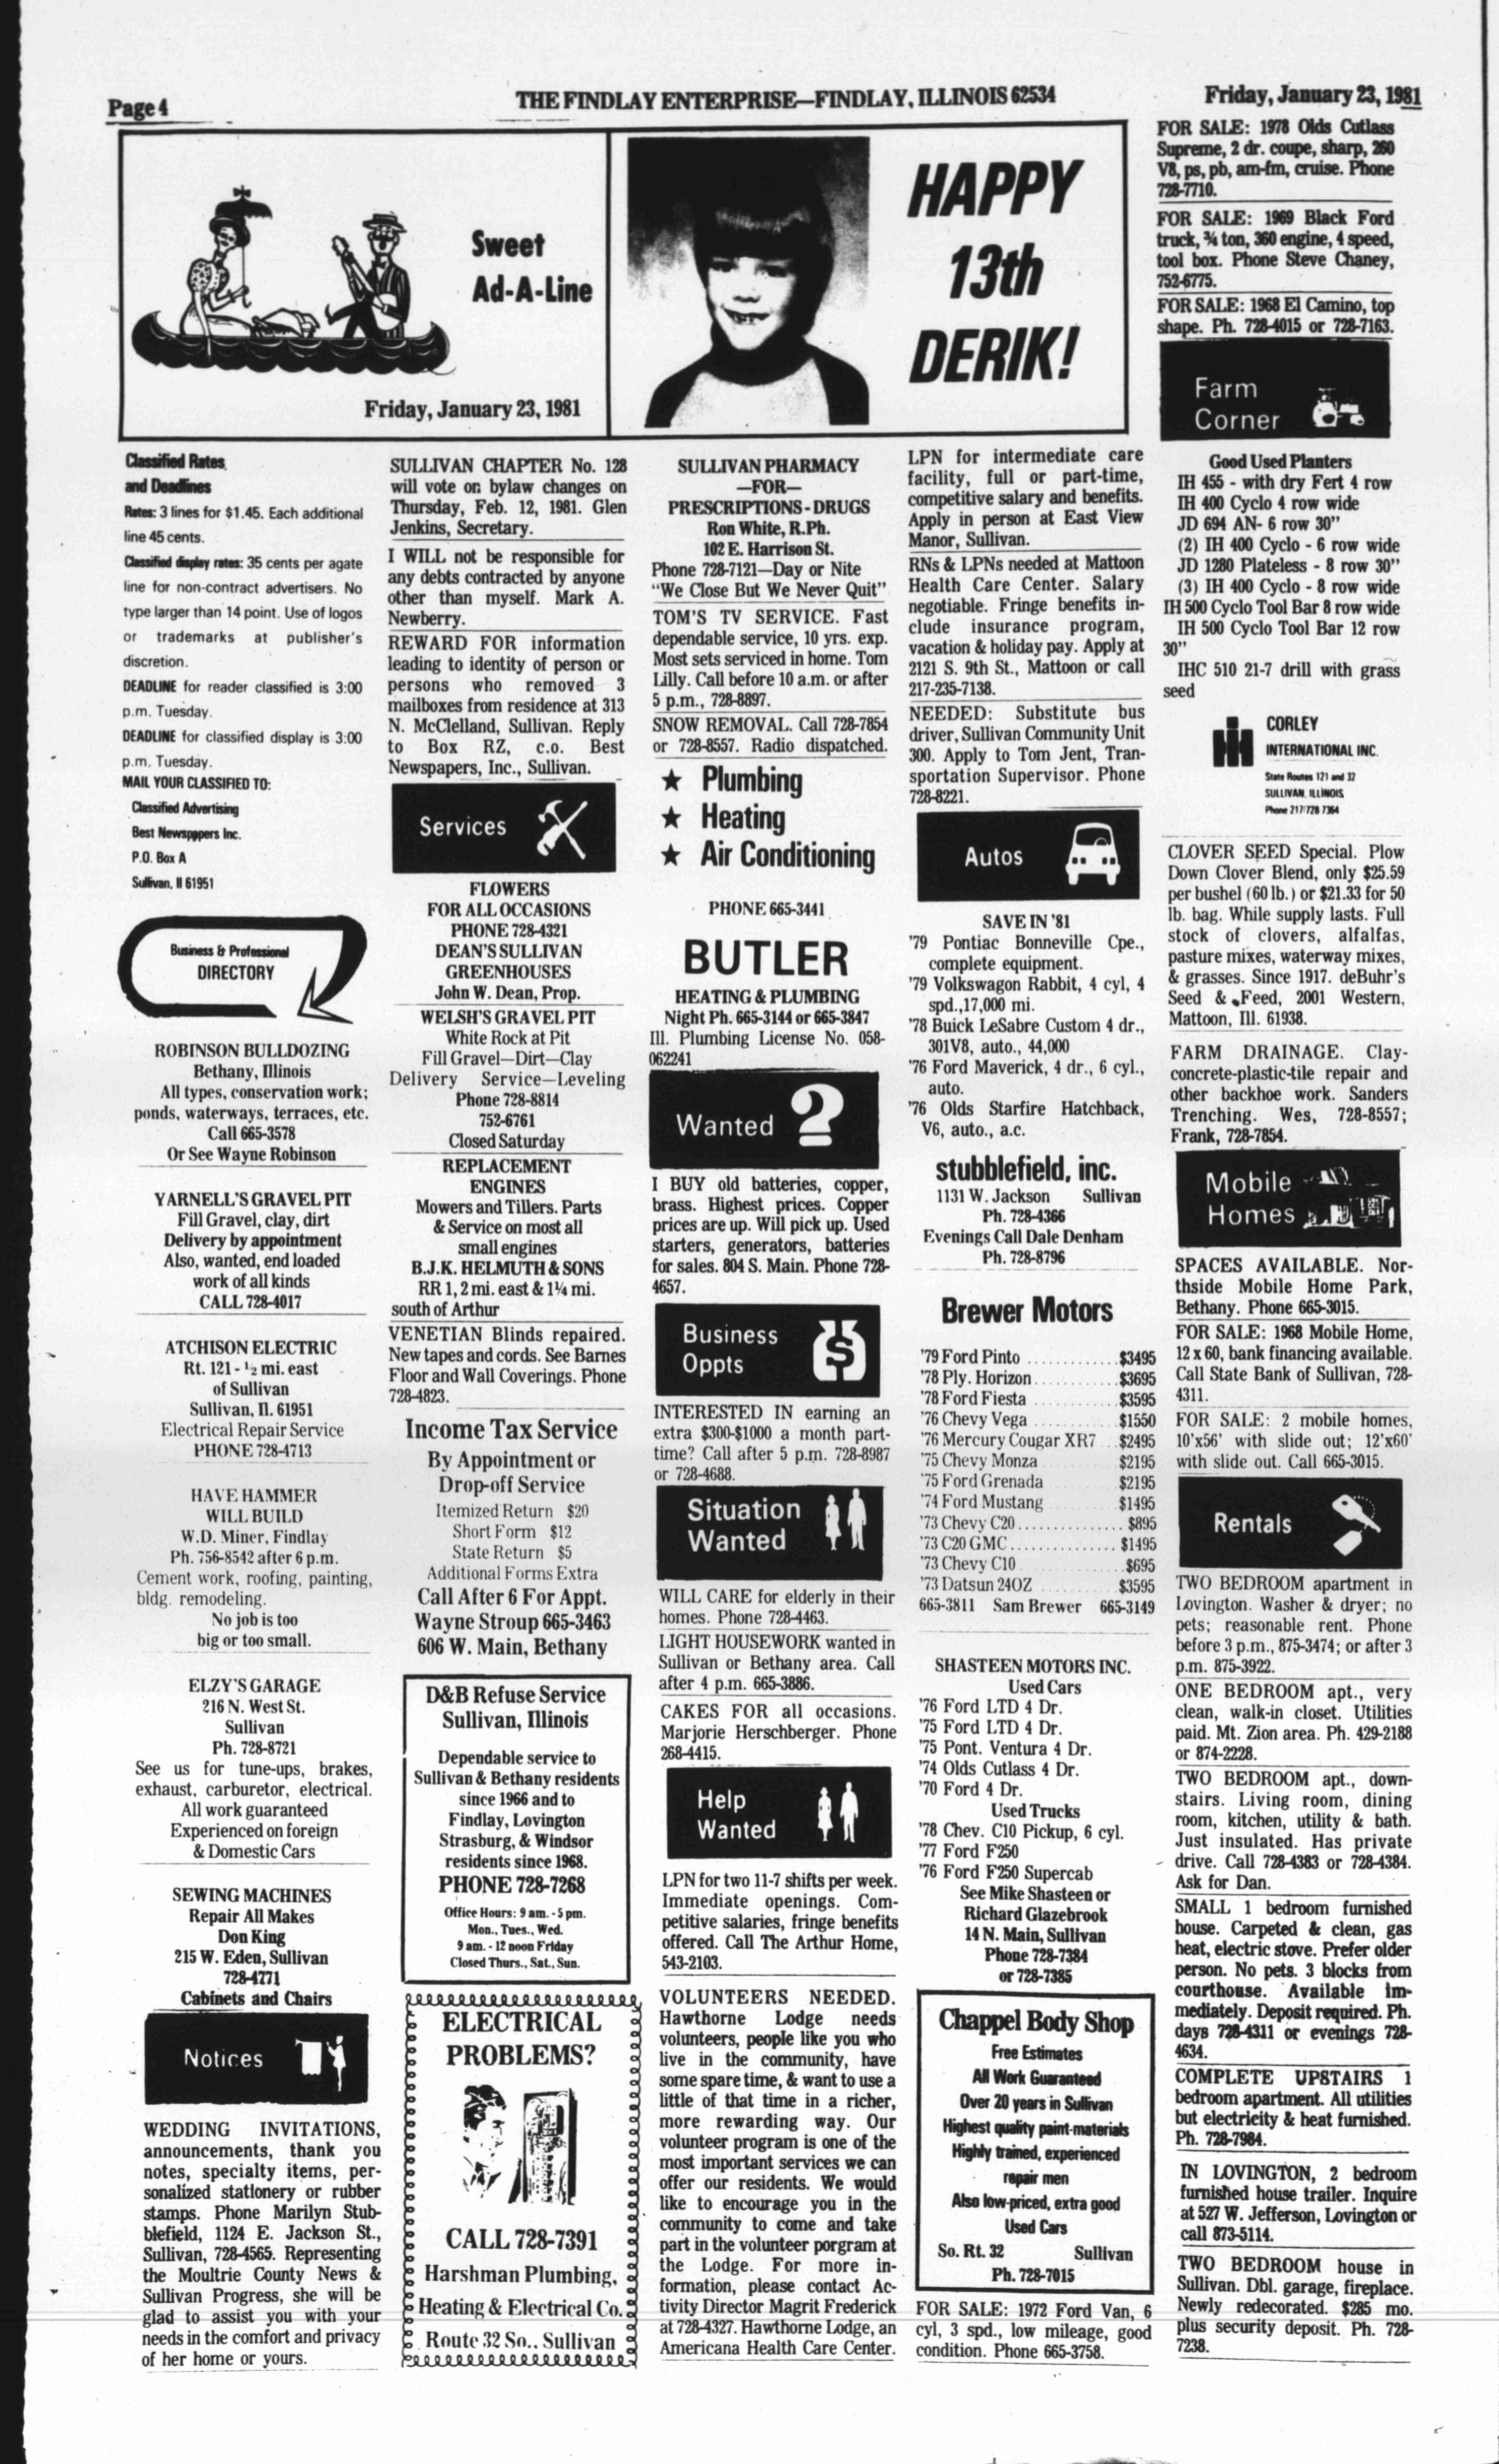 Page 4
THE FINDLAY ENTERPRISE—FINDLAY, ILLINOIS 62534
Friday, January 23, 1981
Sweet
Ad-A-Line
Friday, January 23, 1981
HAPPY
13th
DERIK!
Classified Rates
and Deadlines
Rates: 3 lines for $1.45. Each additional
line 45 cents.
Classified display rates: 35 cents per agate
line for non-contract advertisers. No
type larger than 14 point. Use of logos
or trademarks at publisher's
discretion.
DEADLINE for reader classified is 3:00
p.m. Tuesday.
DEADLINE for classified display is 3:00
p.m. Tuesday.
MAIL YOUR CLASSIFIED TO:
Classified Advertising
Best Newspppers Inc.
P.O. Box A
Sullivan, Il 61951
Business & Professional
DIRECTORY
ROBINSON BULLDOZING
Bethany, Illinois
All types, conservation work;
ponds, waterways, terraces, etc.
Call 665-3578
Or See Wayne Robinson
YARNELL'S GRAVEL PIT
Fill Gravel, clay, dirt
Delivery by appointment
Also, wanted, end loaded
work of all kinds
CALL 728-4017
ATCHISON ELECTRIC
Rt. 121 - ½ mi. east
of Sullivan
Sullivan, Il. 61951
Electrical Repair Service
PHONE 728-4713
HAVE HAMMER
WILL BUILD
W.D. Miner, Findlay
Ph. 756-8542 after 6 p.m.
Cement work, roofing, painting,
bldg. remodeling.
No job is too
big or too small.
ELZY'S GARAGE
216 N. West St.
Sullivan
Ph. 728-8721
See us for tune-ups, brakes,
exhaust, carburetor, electrical.
All work guaranteed
Experienced on foreign
& Domestic Cars
SEWING MACHINES
Repair All Makes
Don King
215 W. Eden, Sullivan
728-4771
Cabinets and Chairs
Notices
WEDDING INVITATIONS,
announcements, thank you
notes, specialty items, per-
sonalized stationery or rubber
stamps. Phone Marilyn Stub-
blefield, 1124 E. Jackson St.,
Sullivan, 728-4565. Representing
the Moultrie County News &
Sullivan Progress, she will be
glad to assist you with your
needs in the comfort and privacy
of her home or yours.
SULLIVAN CHAPTER No. 128
will vote on bylaw changes on
Thursday, Feb. 12, 1981. Glen
Jenkins, Secretary.
I WILL not be responsible for
any debts contracted by anyone
other than myself. Mark A.
Newberry.
REWARD FOR information
leading to identity of person or
persons who removed 3
mailboxes from residence at 313
N. McClelland, Sullivan. Reply
to Box RZ, c.o. Best
Newspapers, Inc., Sullivan.
Services
FLOWERS
FOR ALL OCCASIONS
PHONE 728-4321
DEAN'S SULLIVAN
GREENHOUSES
John W. Dean, Prop.
WELSH'S GRAVEL PIT
White Rock at Pit
Fill Gravel—Dirt—Clay
Delivery Service—Leveling
Phone 728-8814
752-6761
Closed Saturday
REPLACEMENT
ENGINES
Mowers and Tillers. Parts
& Service on most all
small engines
B.J.K. HELMUTH & SONS
RR 1, 2 mi. east & 1¼ mi.
south of Arthur
VENETIAN Blinds repaired.
New tapes and cords. See Barnes
Floor and Wall Coverings. Phone
728-4823.
Income Tax Service
By Appointment or
Drop-off Service
Itemized Return $20
Short Form $12
State Return $5
Additional Forms Extra
Call After 6 For Appt.
Wayne Stroup 665-3463
606 W. Main, Bethany
D&B Refuse Service
Sullivan, Illinois
Dependable service to
Sullivan & Bethany residents
since 1966 and to
Findlay, Lovington
Strasburg, & Windsor
residents since 1968.
PHONE 728-7268
Office Hours: 9 am. - 5 pm.
Mon., Tues., Wed.
9 am. - 12 noon Friday
Closed Thurs., Sat., Sun.
ELECTRICAL
PROBLEMS?
CALL 728-7391
Harshman Plumbing,
Heating & Electrical Co.
Route 32 So., Sullivan
SULLIVAN PHARMACY
—FOR—
PRESCRIPTIONS - DRUGS
Ron White, R.Ph.
102 E. Harrison St.
Phone 728-7121—Day or Nite
"We Close But We Never Quit"
TOM'S TV SERVICE. Fast
dependable service, 10 yrs. exp.
Most sets serviced in home. Tom
Lilly. Call before 10 a.m. or after
5 p.m., 728-8897.
SNOW REMOVAL. Call 728-7854
or 728-8557. Radio dispatched.
★ Plumbing
★ Heating
★ Air Conditioning
PHONE 665-3441
BUTLER
HEATING & PLUMBING
Night Ph. 665-3144 or 665-3847
Ill. Plumbing License No. 058-
062241
Wanted
I BUY old batteries, copper,
brass. Highest prices. Copper
prices are up. Will pick up. Used
starters, generators, batteries
for sales. 804 S. Main. Phone 728-
4657.
Business
Oppts
INTERESTED IN earning an
extra $300-$1000 a month part-
time? Call after 5 p.m. 728-8987
or 728-4688.
Situation
Wanted
WILL CARE for elderly in their
homes. Phone 728-4463.
LIGHT HOUSEWORK wanted in
Sullivan or Bethany area. Call
after 4 p.m. 665-3886.
CAKES FOR all occasions.
Marjorie Herschberger. Phone
268-4415.
Help
Wanted
LPN for two 11-7 shifts per week.
Immediate openings. Com-
petitive salaries, fringe benefits
offered. Call The Arthur Home,
543-2103.
VOLUNTEERS NEEDED.
Hawthorne Lodge needs
volunteers, people like you who
live in the community, have
some spare time, & want to use a
little of that time in a richer,
more rewarding way. Our
volunteer program is one of the
most important services we can
offer our residents. We would
like to encourage you in the
community to come and take
part in the volunteer porgram at
the Lodge. For more in-
formation, please contact Ac-
tivity Director Magrit Frederick
at 728-4327. Hawthorne Lodge, an
Americana Health Care Center.
LPN for intermediate care
facility, full or part-time,
competitive salary and benefits.
Apply in person at East View
Manor, Sullivan.
RNs & LPNs needed at Mattoon
Health Care Center. Salary
negotiable. Fringe benefits in-
clude insurance program,
vacation & holiday pay. Apply at
2121 S. 9th St., Mattoon or call
217-235-7138.
NEEDED: Substitute bus
driver, Sullivan Community Unit
300. Apply to Tom Jent, Tran-
sportation Supervisor. Phone
728-8221.
Autos
SAVE IN '81
'79 Pontiac Bonneville Cpe.,
complete equipment.
'79 Volkswagon Rabbit, 4 cyl, 4
spd.,17,000 mi.
'78 Buick LeSabre Custom 4 dr.,
301V8, auto., 44,000
'76 Ford Maverick, 4 dr., 6 cyl.,
auto.
'76 Olds Starfire Hatchback,
V6, auto., a.c.
stubblefield, inc.
1131 W. Jackson Sullivan
Ph. 728-4366
Evenings Call Dale Denham
Ph. 728-8796
Brewer Motors
'79 Ford Pinto ............ $3495
'78 Ply. Horizon ............ $3695
'78 Ford Fiesta ............ $3595
'76 Chevy Vega ............ $1550
'76 Mercury Cougar XR7 ... $2495
'75 Chevy Monza ............ $2195
'75 Ford Grenada ............ $2195
'74 Ford Mustang ............ $1495
'73 Chevy C20 ............ $895
'73 C20 GMC ............ $1495
'73 Chevy C10 ............ $695
'73 Datsun 24OZ ............ $3595
665-3811 Sam Brewer 665-3149
SHASTEEN MOTORS INC.
Used Cars
'76 Ford LTD 4 Dr.
'75 Ford LTD 4 Dr.
'75 Pont. Ventura 4 Dr.
'74 Olds Cutlass 4 Dr.
'70 Ford 4 Dr.
Used Trucks
'78 Chev. C10 Pickup, 6 cyl.
'77 Ford F250
'76 Ford F250 Supercab
See Mike Shasteen or
Richard Glazebrook
14 N. Main, Sullivan
Phone 728-7384
or 728-7385
Chappel Body Shop
Free Estimates
All Work Guaranteed
Over 20 years in Sullivan
Highest quality paint-materials
Highly trained, experienced
repair men
Also low-priced, extra good
Used Cars
So. Rt. 32 Sullivan
Ph. 728-7015
FOR SALE: 1972 Ford Van, 6
cyl, 3 spd., low mileage, good
condition. Phone 665-3758.
FOR SALE: 1978 Olds Cutlass
Supreme, 2 dr. coupe, sharp, 260
V8, ps, pb, am-fm, cruise. Phone
728-7710.
FOR SALE: 1969 Black Ford
truck, ¾ ton, 360 engine, 4 speed,
tool box. Phone Steve Chaney,
752-6775.
FOR SALE: 1968 El Camino, top
shape. Ph. 728-4015 or 728-7163.
Farm
Corner
Good Used Planters
IH 455 - with dry Fert 4 row
IH 400 Cyclo 4 row wide
JD 694 AN- 6 row 30"
(2) IH 400 Cyclo - 6 row wide
JD 1280 Plateless - 8 row 30"
(3) IH 400 Cyclo - 8 row wide
IH 500 Cyclo Tool Bar 8 row wide
IH 500 Cyclo Tool Bar 12 row
30"
IHC 510 21-7 drill with grass
seed
CORLEY
INTERNATIONAL INC.
State Routes 121 and 32
SULLIVAN, ILLINOIS
Phone 217/728 7364
CLOVER SEED Special. Plow
Down Clover Blend, only $25.59
per bushel (60 lb.) or $21.33 for 50
lb. bag. While supply lasts. Full
stock of clovers, alfalfas,
pasture mixes, waterway mixes,
& grasses. Since 1917. deBuhr's
Seed & Feed, 2001 Western,
Mattoon, Ill. 61938.
FARM DRAINAGE. Clay-
concrete-plastic-tile repair and
other backhoe work. Sanders
Trenching. Wes, 728-8557;
Frank, 728-7854.
Mobile
Homes
SPACES AVAILABLE. Nor-
thside Mobile Home Park,
Bethany. Phone 665-3015.
FOR SALE: 1968 Mobile Home,
12 x 60, bank financing available.
Call State Bank of Sullivan, 728-
4311.
FOR SALE: 2 mobile homes,
10'x56' with slide out; 12'x60'
with slide out. Call 665-3015.
Rentals
TWO BEDROOM apartment in
Lovington. Washer & dryer; no
pets; reasonable rent. Phone
before 3 p.m., 875-3474; or after 3
p.m. 875-3922.
ONE BEDROOM apt., very
clean, walk-in closet. Utilities
paid. Mt. Zion area. Ph. 429-2188
or 874-2228.
TWO BEDROOM apt., down-
stairs. Living room, dining
room, kitchen, utility & bath.
Just insulated. Has private
drive. Call 728-4383 or 728-4384.
Ask for Dan.
SMALL 1 bedroom furnished
house. Carpeted & clean, gas
heat, electric stove. Prefer older
person. No pets. 3 blocks from
courthouse. Available im-
mediately. Deposit required. Ph.
days 728-4311 or evenings 728-
4634.
COMPLETE UPSTAIRS 1
bedroom apartment. All utilities
but electricity & heat furnished.
Ph. 728-7984.
IN LOVINGTON, 2 bedroom
furnished house trailer. Inquire
at 527 W. Jefferson, Lovington or
call 873-5114.
TWO BEDROOM house in
Sullivan. Dbl. garage, fireplace.
Newly redecorated. $285 mo.
plus security deposit. Ph. 728-
7238.